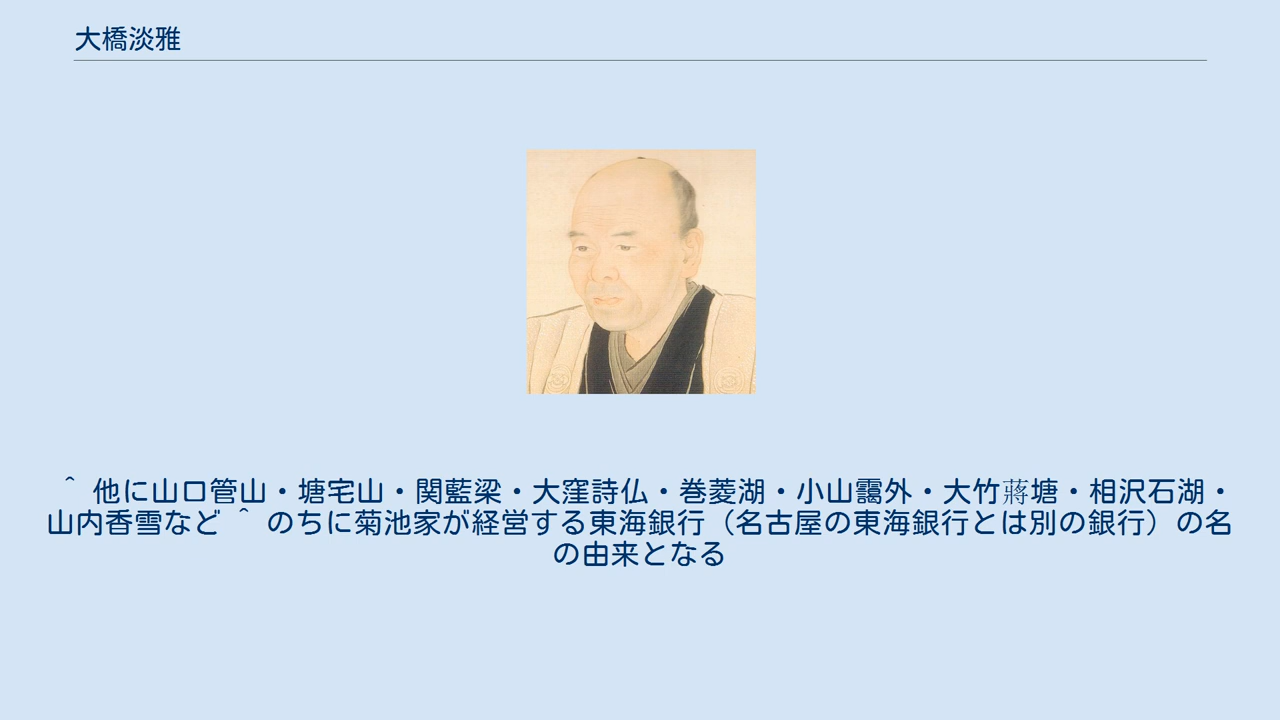 大橋淡雅
^ 他に山口管山・塘宅山・関藍梁・大窪詩仏・巻菱湖・小山靄外・大竹蔣塘・相沢石湖・
山内香雪など ^ のちに菊池家が経営する東海銀行（名古屋の東海銀行とは別の銀行）の名
の由来となる